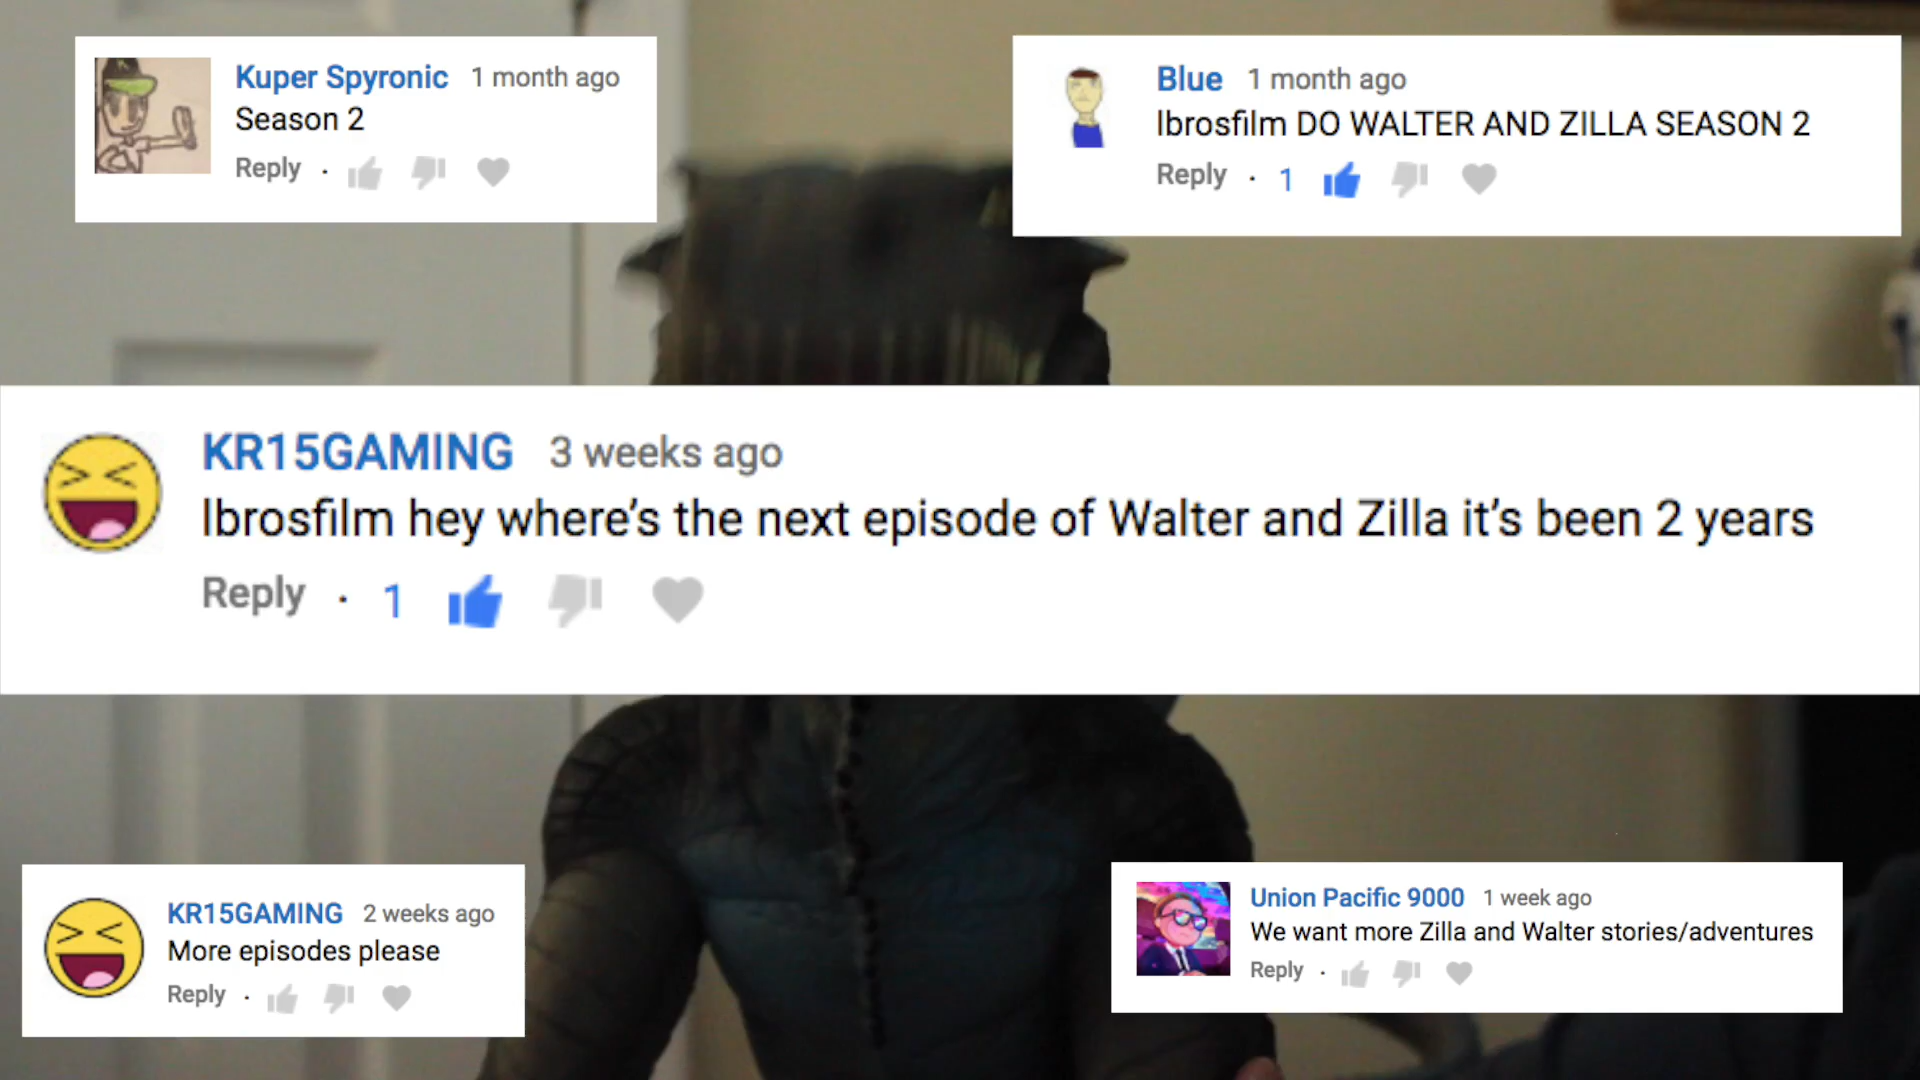 Kuper Spyronic 1 month ago
Season 2
Reply ·
Blue 1 month ago
lbrosfilm DO WALTER AND ZILLA SEASON 2
Reply · 1
KR15GAMING 3 weeks ago
lbrosfilm hey where's the next episode of Walter and Zilla it's been 2 years
Reply · 1
KR15GAMING 2 weeks ago
More episodes please
Reply ·
Union Pacific 9000 1 week ago
We want more Zilla and Walter stories/adventures
Reply ·